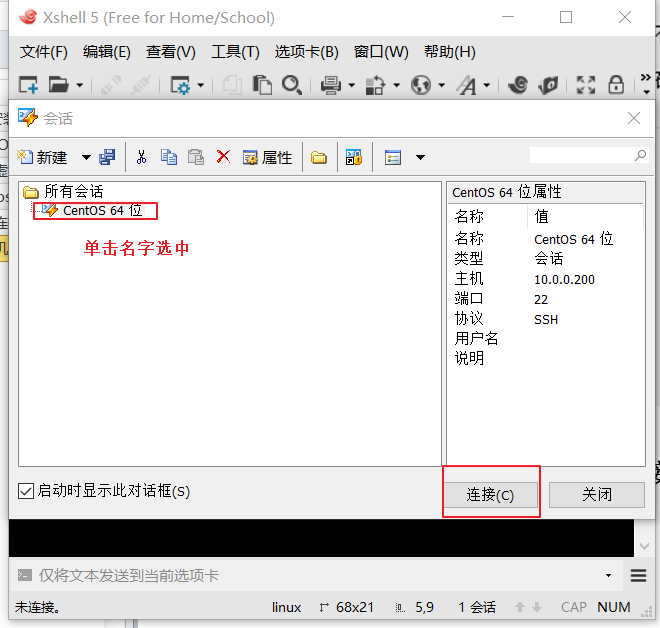 Xshell 5 (Free for Home/School)
文件(F) 编辑(E) 查看(V) 工具(T) 选项卡(B) 窗口(W) 帮助(H)
会话
新建 属性
所有会话
CentOS 64 位
单击名字选中
CentOS 64 位属性
名称 值
名称 CentOS 64 位
类型 会话
主机 10.0.0.200
端口 22
协议 SSH
用户名
说明
启动时显示此对话框(S)
连接(C) 关闭
仅将文本发送到当前选项卡
未连接。 linux 68x21 5,9 1 会话 CAP NUM